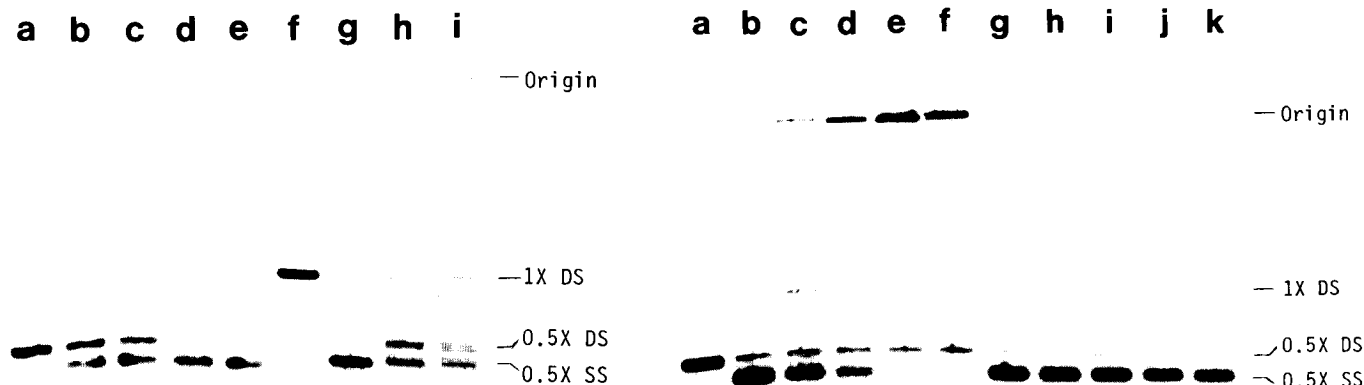 a b c d e f g h i
— Origin
— 1X DS
0.5X DS
0.5X SS
a b c d e f g h i j k
— Origin
— 1X DS
0.5X DS
0.5X SS